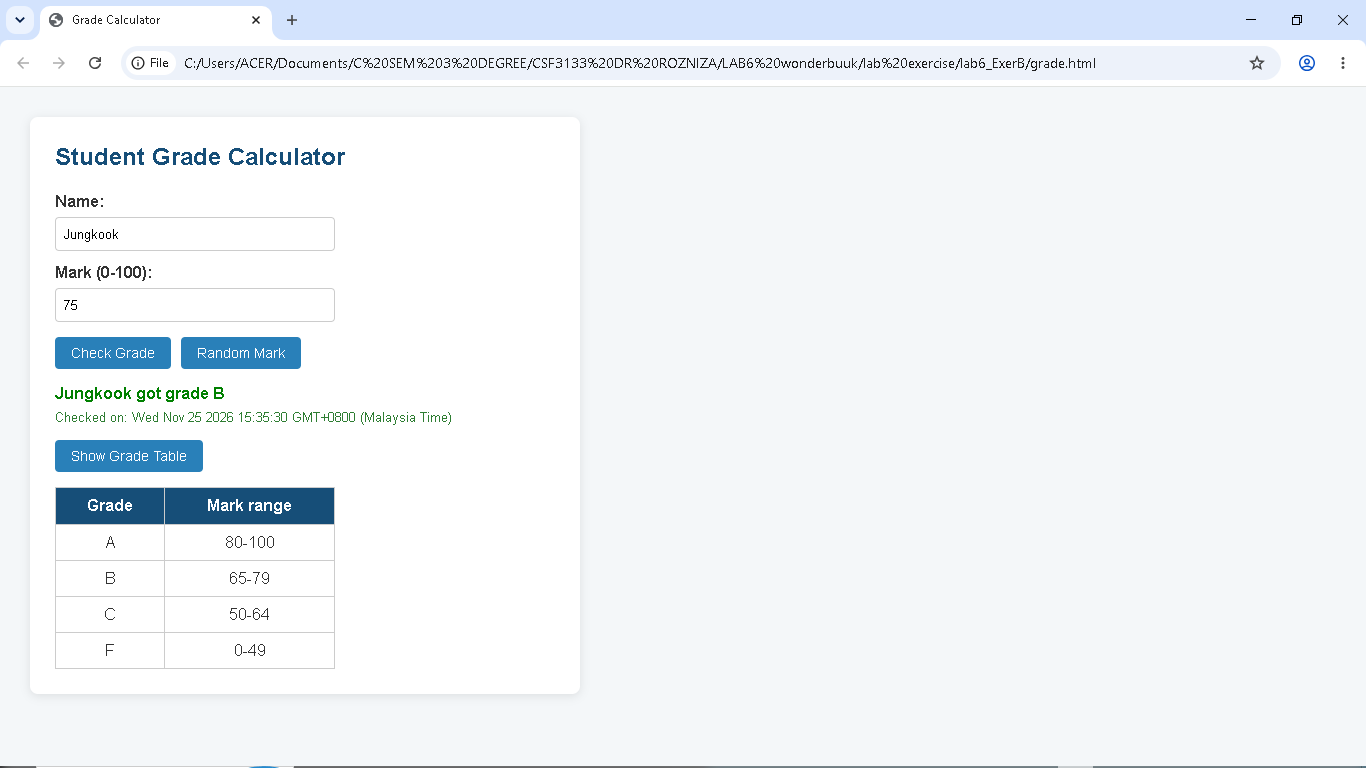 Grade Calculator
File C:/Users/ACER/Documents/C%20SEM%203%20DEGREE/CSF3133%20DR%20ROZNIZA/LAB6%20wonderbuuk/lab%20exercise/lab6_ExerB/grade.html
Student Grade Calculator
Name:
Jungkook
Mark (0-100):
75
Check Grade Random Mark
Jungkook got grade B
Checked on: Wed Nov 25 2026 15:35:30 GMT+0800 (Malaysia Time)
Show Grade Table
Grade Mark range
A 80-100
B 65-79
C 50-64
F 0-49